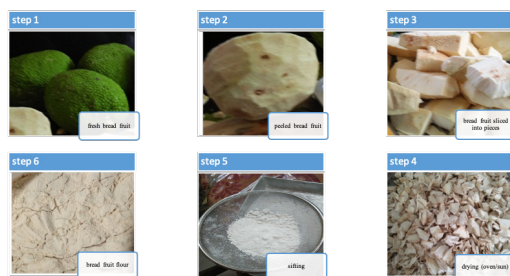 step 1
fresh bread fruit
step 2
peeled bread fruit
step 3
bread fruit sliced
into pieces
step 6
bread fruit flour
step 5
sifting
step 4
drying (oven/sun)